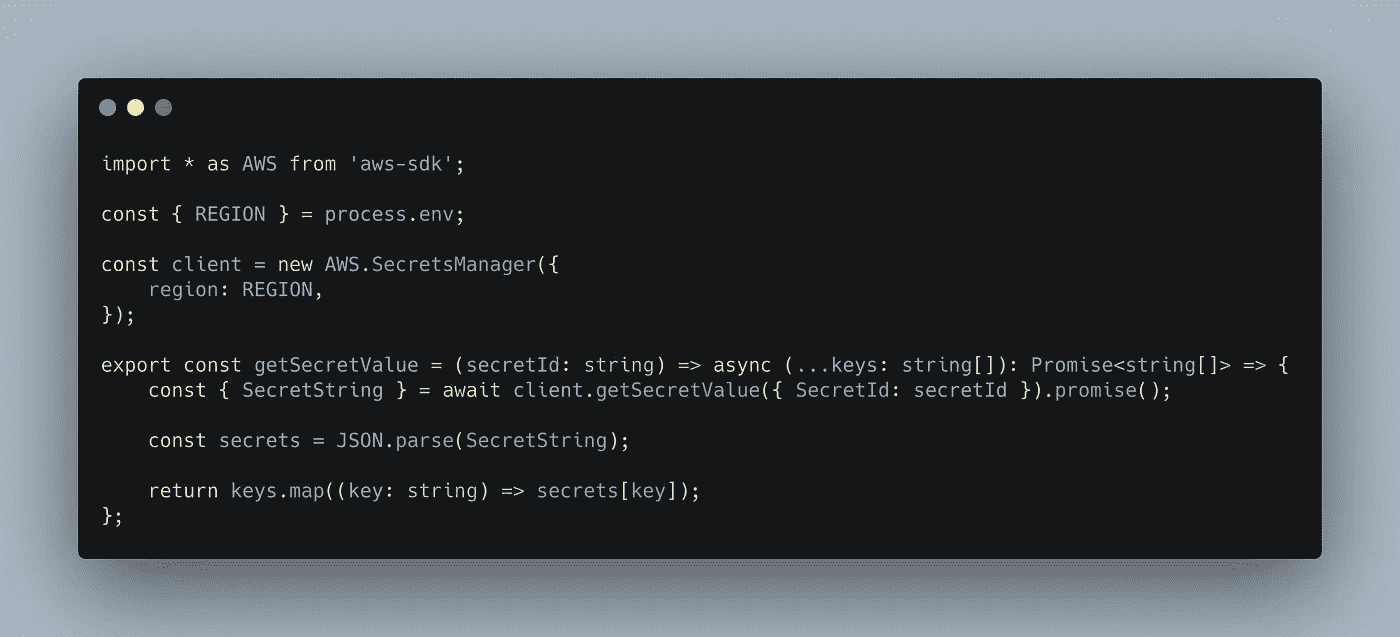 import * as AWS from 'aws-sdk';
const { REGION } = process.env;
const client = new AWS.SecretsManager({
    region: REGION,
});
export const getSecretValue = (secretId: string) => async (...keys: string[]): Promise<string[]> => {
    const { SecretString } = await client.getSecretValue({ SecretId: secretId }).promise();
    const secrets = JSON.parse(SecretString);
    return keys.map((key: string) => secrets[key]);
};